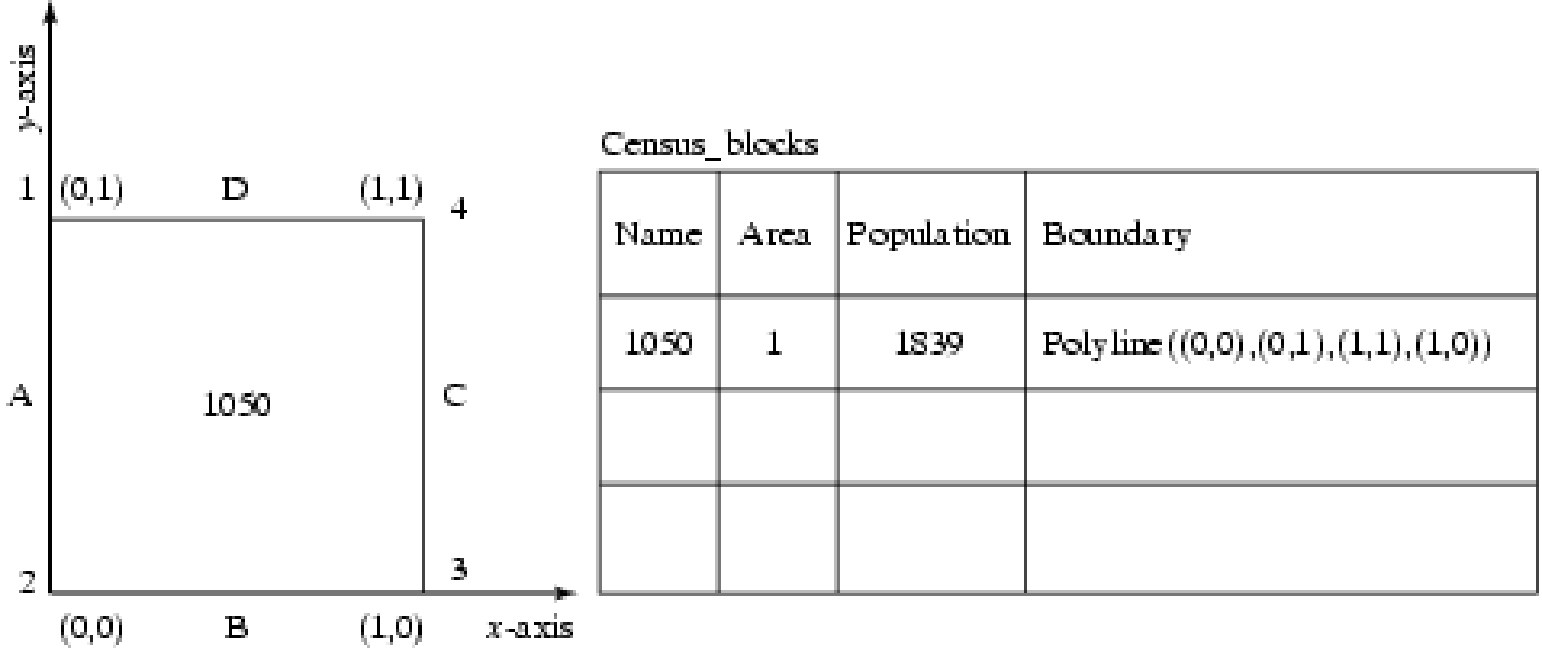 y-axis
1 (0,1) D (1,1) 4
A 1050 C
2 3
(0,0) B (1,0) x-axis
Census_blocks
Name Area Population Boundary
1050 1 1839 Polyline((0,0),(0,1),(1,1),(1,0))